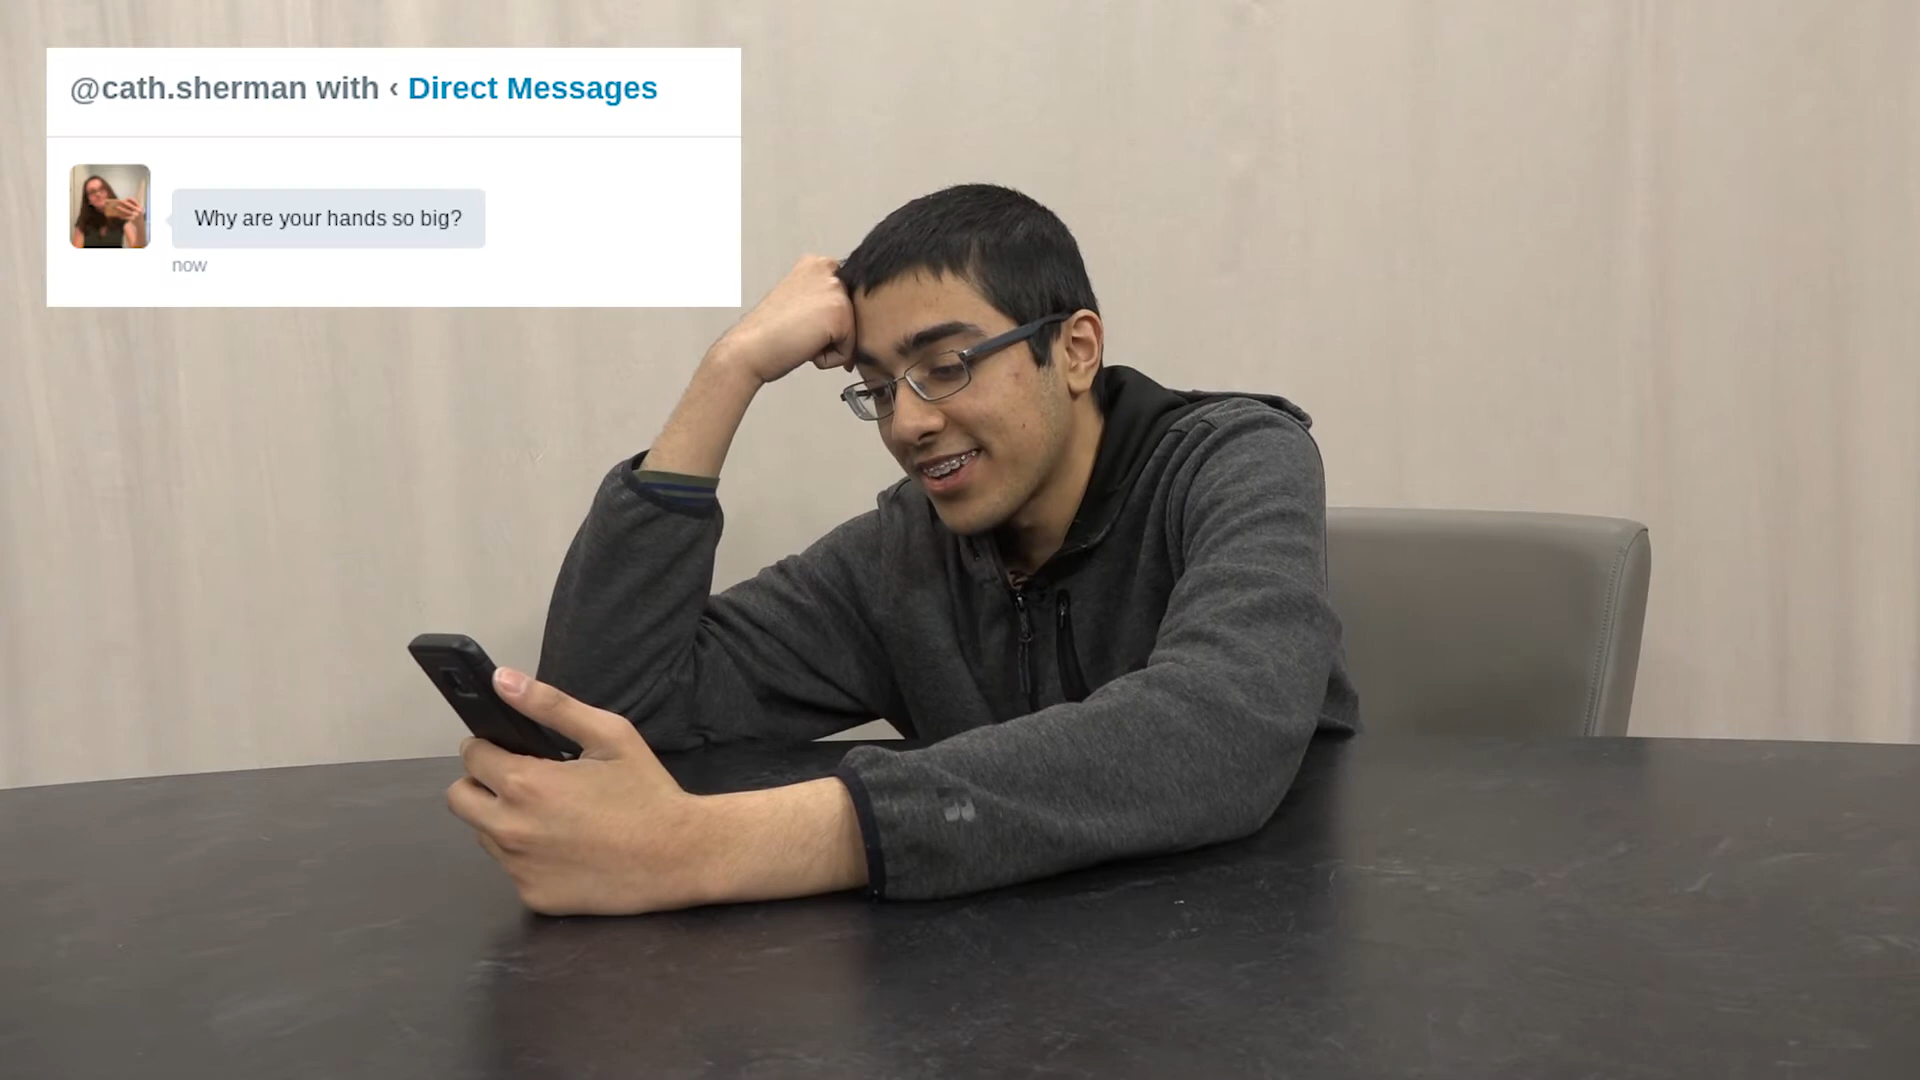 @cath.sherman with ‹ Direct Messages
Why are your hands so big?
now